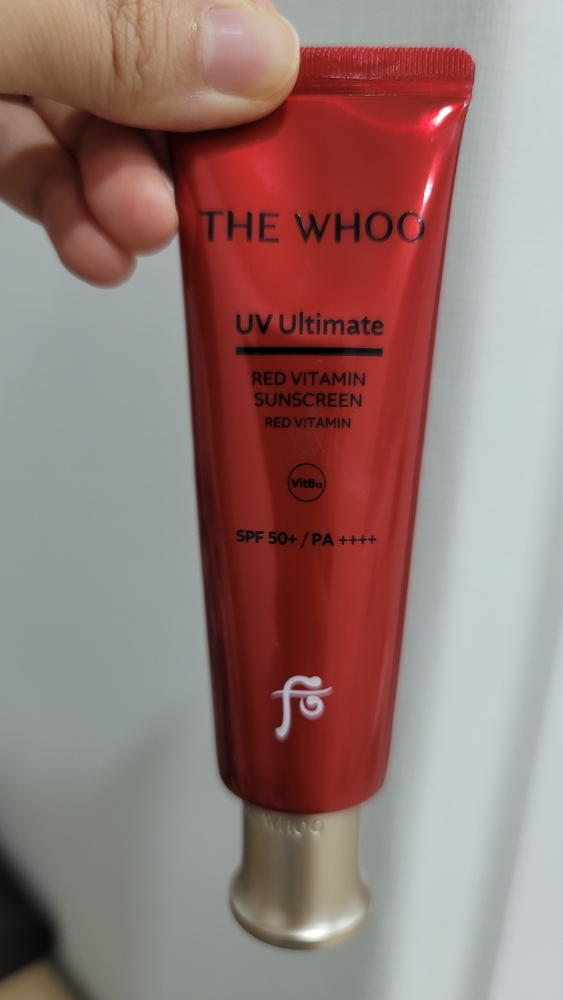 THE WHOO
UV Ultimate
RED VITAMIN
SUNSCREEN
RED VITAMIN
VitB₁₂
SPF 50+ / PA ++++
WHOO